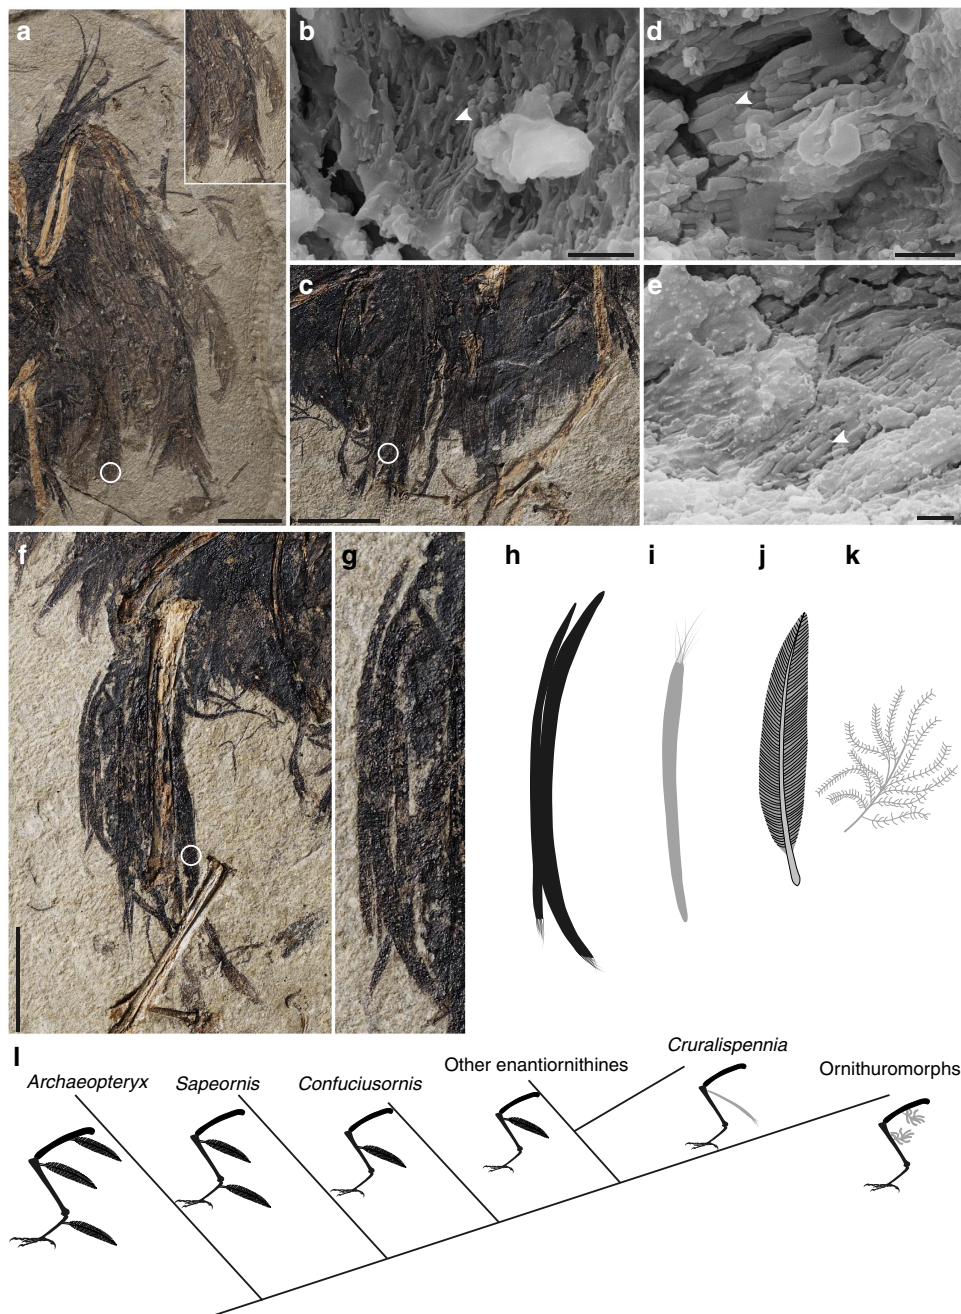 a
b
d
c
e
f
g
h
i
j
k
l
Archaeopteryx
Sapeornis
Confuciusornis
Other enantiornithines
Cruralispennia
Ornithuromorphs